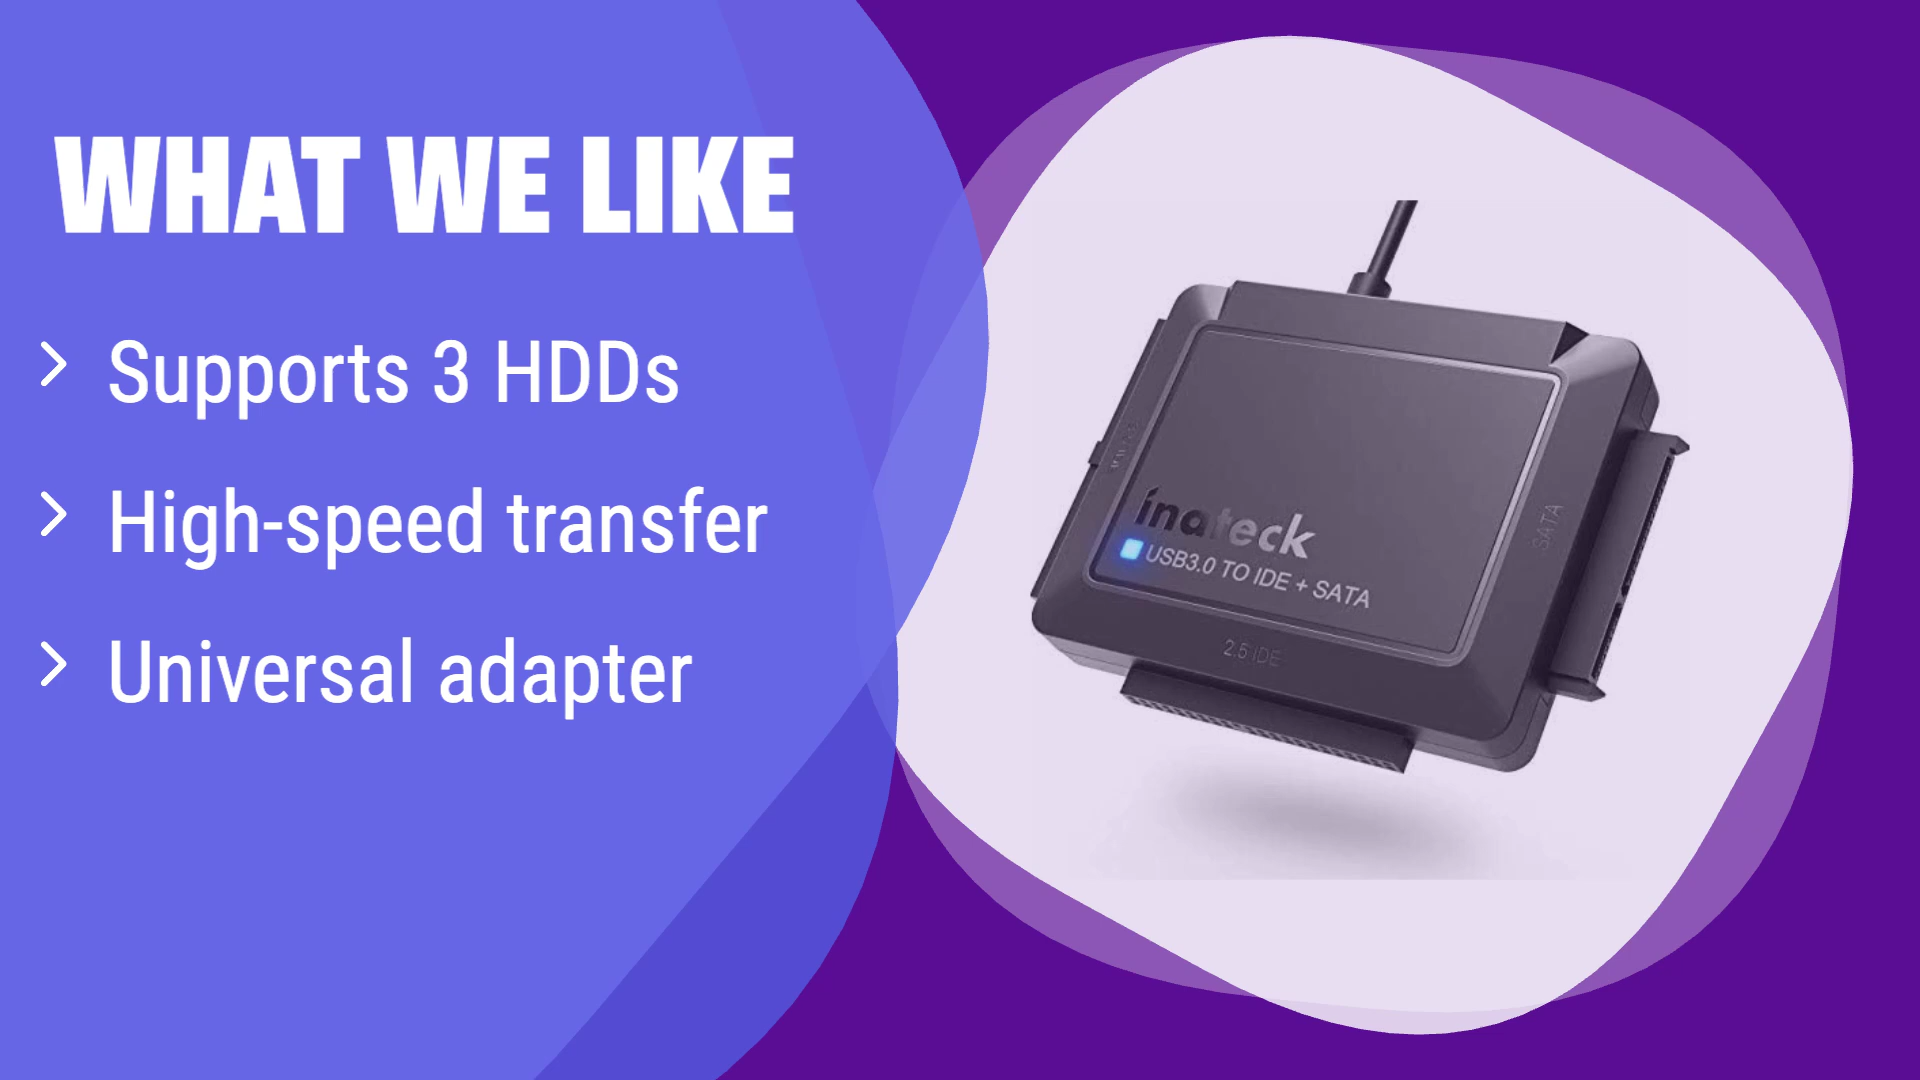 WHAT WE LIKE
Supports 3 HDDs
High-speed transfer
Universal adapter
inateck
USB3.0 TO IDE + SATA
SATA
2.5 IDE